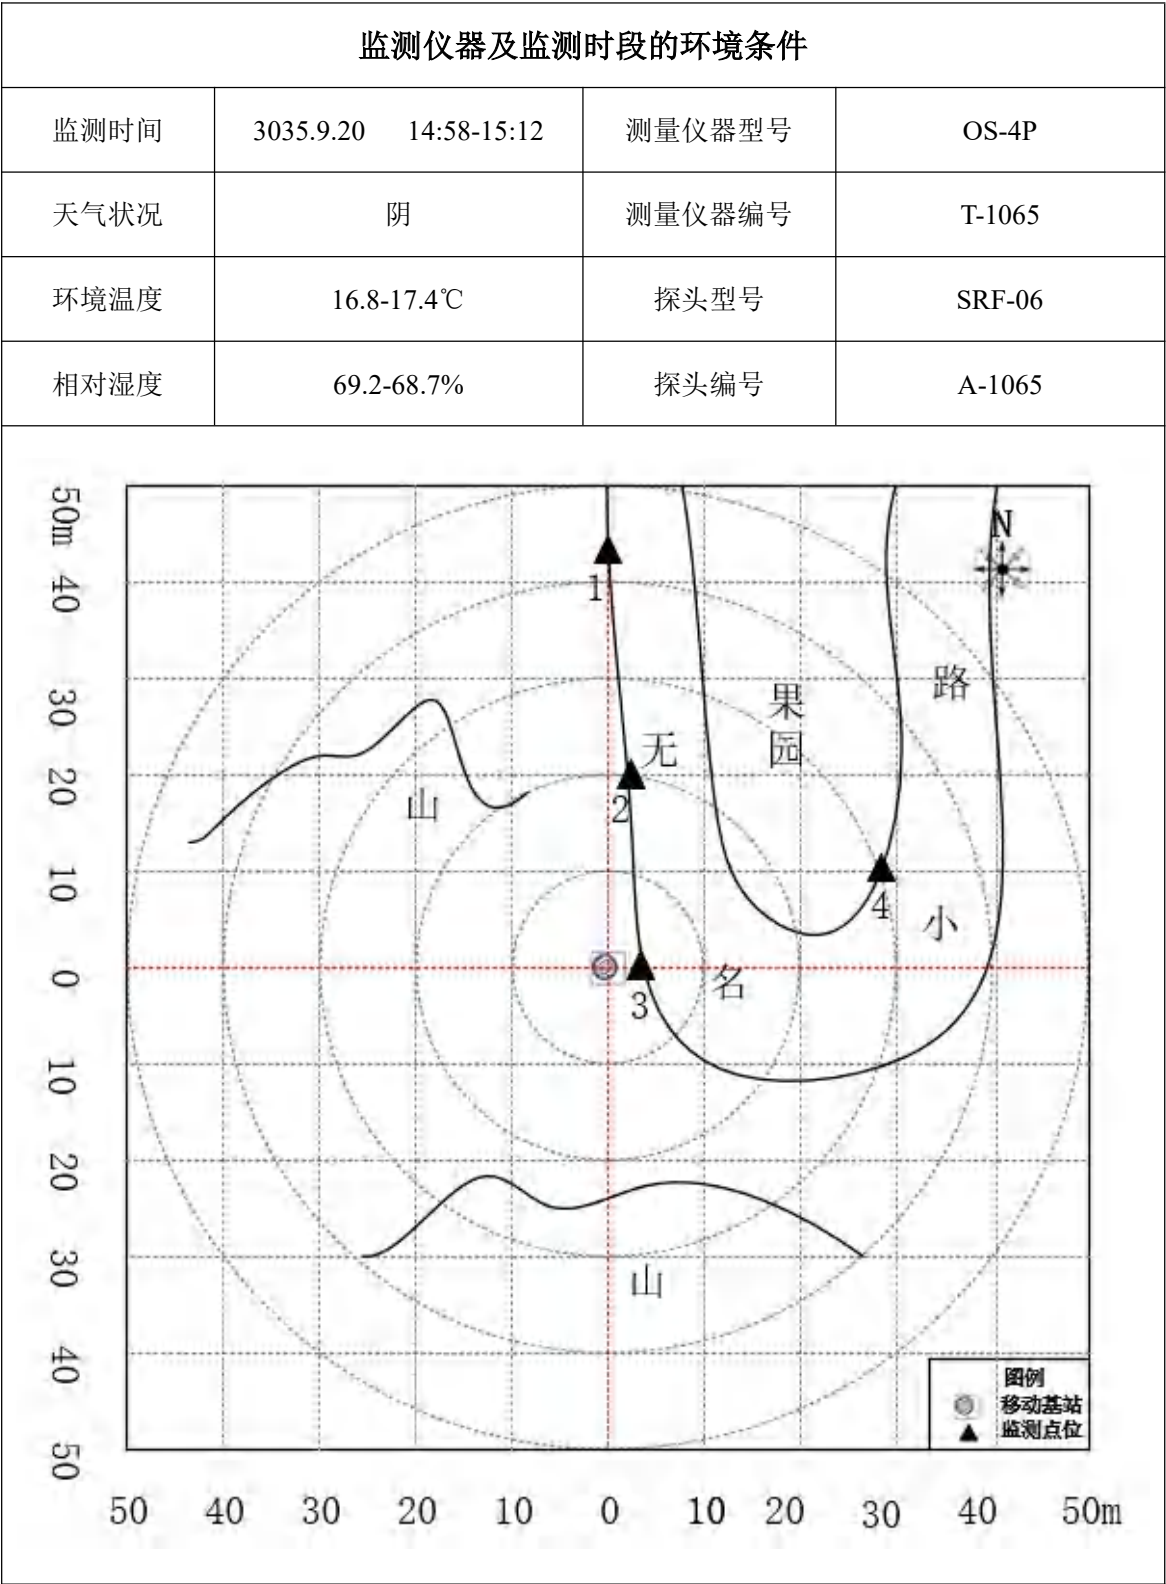 监测仪器及监测时段的环境条件
监测时间 3035.9.20 14:58-15:12 测量仪器型号 OS-4P
天气状况 阴 测量仪器编号 T-1065
环境温度 16.8-17.4℃ 探头型号 SRF-06
相对湿度 69.2-68.7% 探头编号 A-1065
50m
40
30
20
10
0
10
20
30
40
50
N
1
路
果
园
无
2
山
4
小
名
3
山
图例
移动基站
监测点位
50 40 30 20 10 0 10 20 30 40 50m